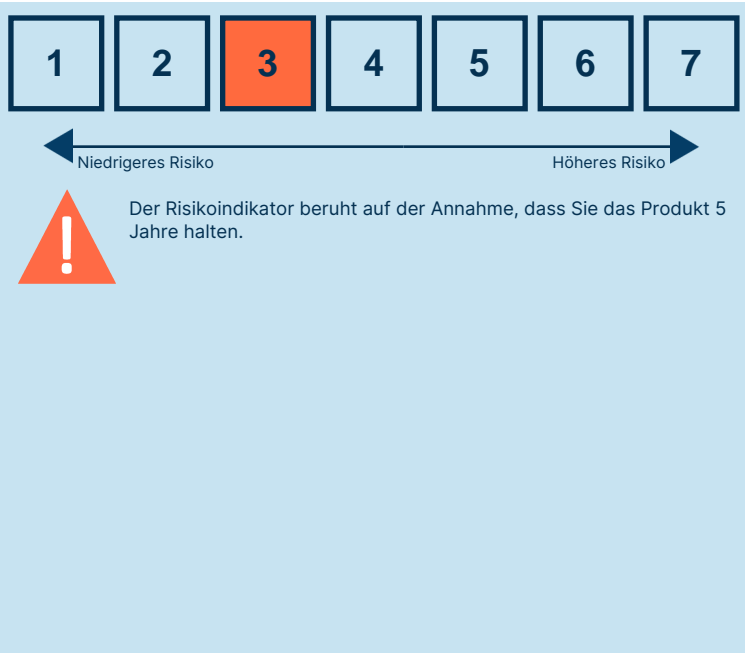 1 2 3 4 5 6 7
Niedrigeres Risiko Höheres Risiko
Der Risikoindikator beruht auf der Annahme, dass Sie das Produkt 5
Jahre halten.